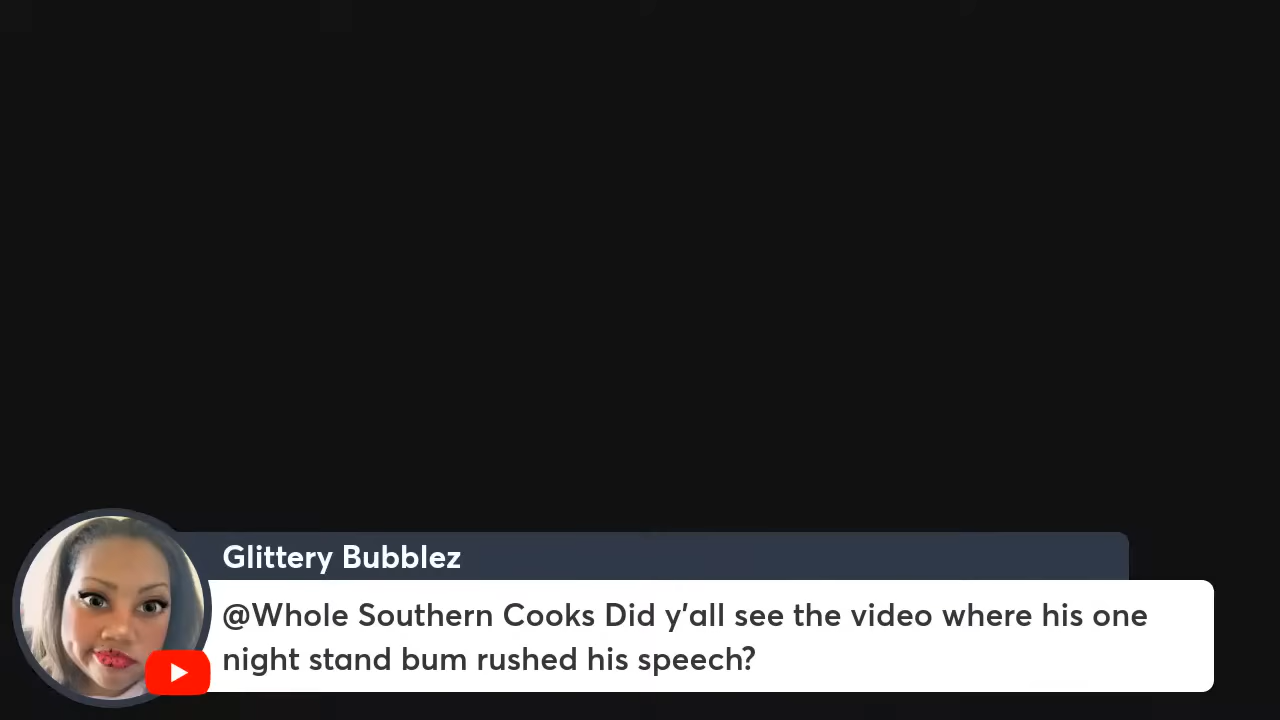 Glittery Bubblez
@Whole Southern Cooks Did y’all see the video where his one
night stand bum rushed his speech?